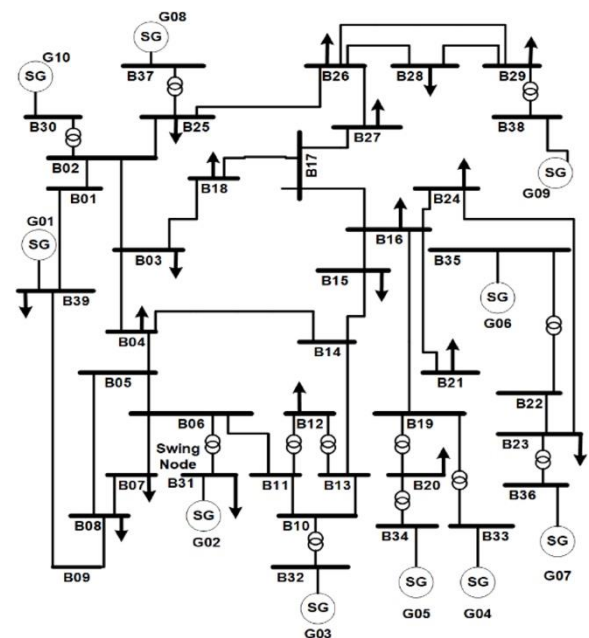 G08
SG
G10
SG
B37
B26
B28
B29
B30
B25
B27
B38
B02
B17
SG
G09
B01
B18
B24
G01
SG
B16
B35
B03
B15
SG
G06
B39
B04
B14
B21
B05
B22
B06
B12
B19
B23
Swing
Node
B07
B31
B11
B13
B20
B36
B08
SG
G02
B10
B34
B33
SG
G07
B09
B32
SG
G05
SG
G04
SG
G03